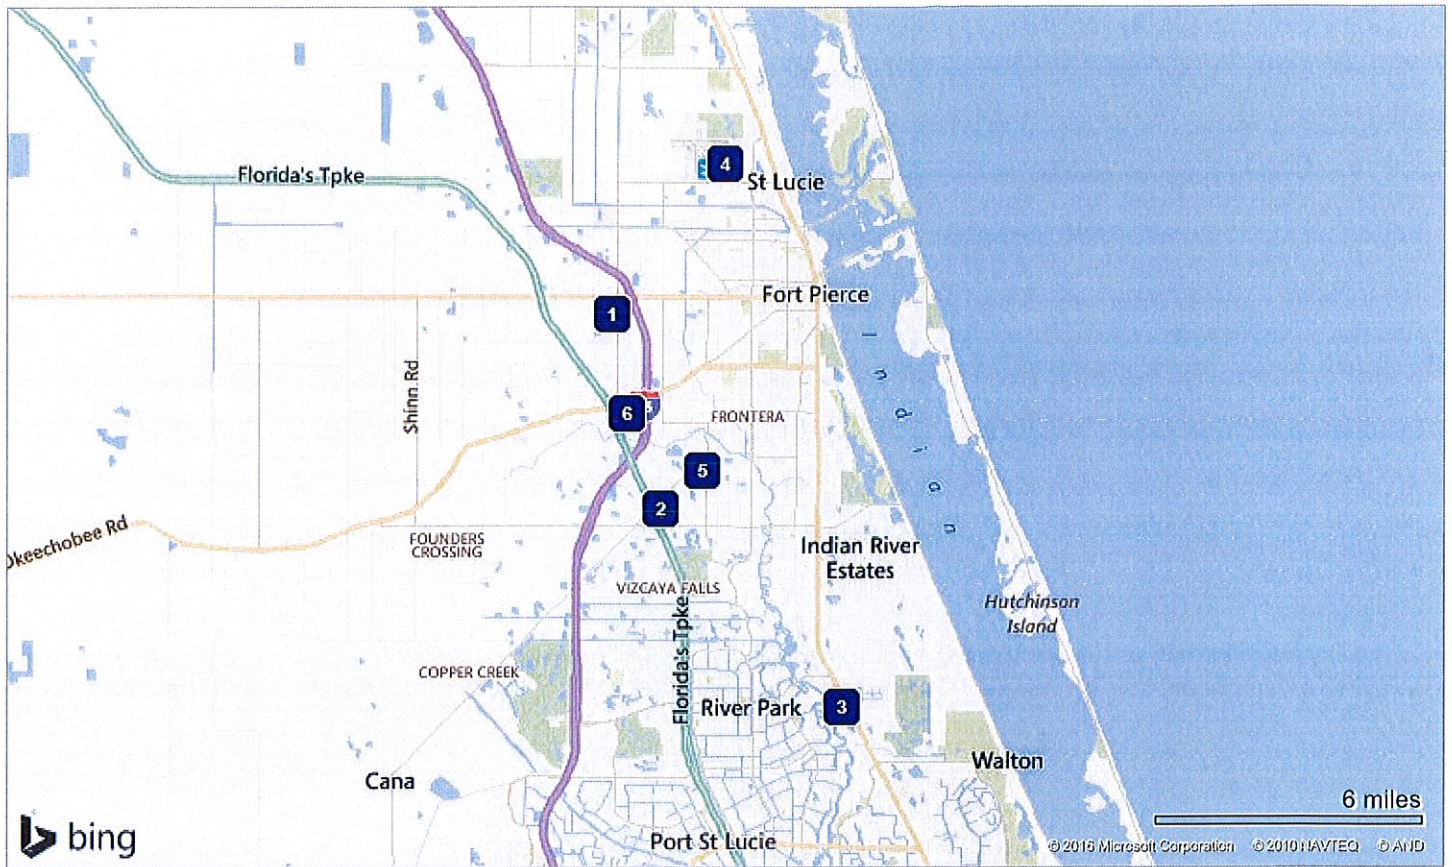 4
Florida's Tpke
St Lucie
Fort Pierce
1
Shinn Rd
6
FRONTERA
5
2
Okeechobee Rd
FOUNDERS
CROSSING
Indian River
Estates
Indian
VIZCAYA FALLS
Hutchinson
Island
Florida's Tpke
COPPER CREEK
River Park
3
Walton
Cana
6 miles
bing
Port St Lucie
© 2016 Microsoft Corporation © 2010 NAVTEQ © AND